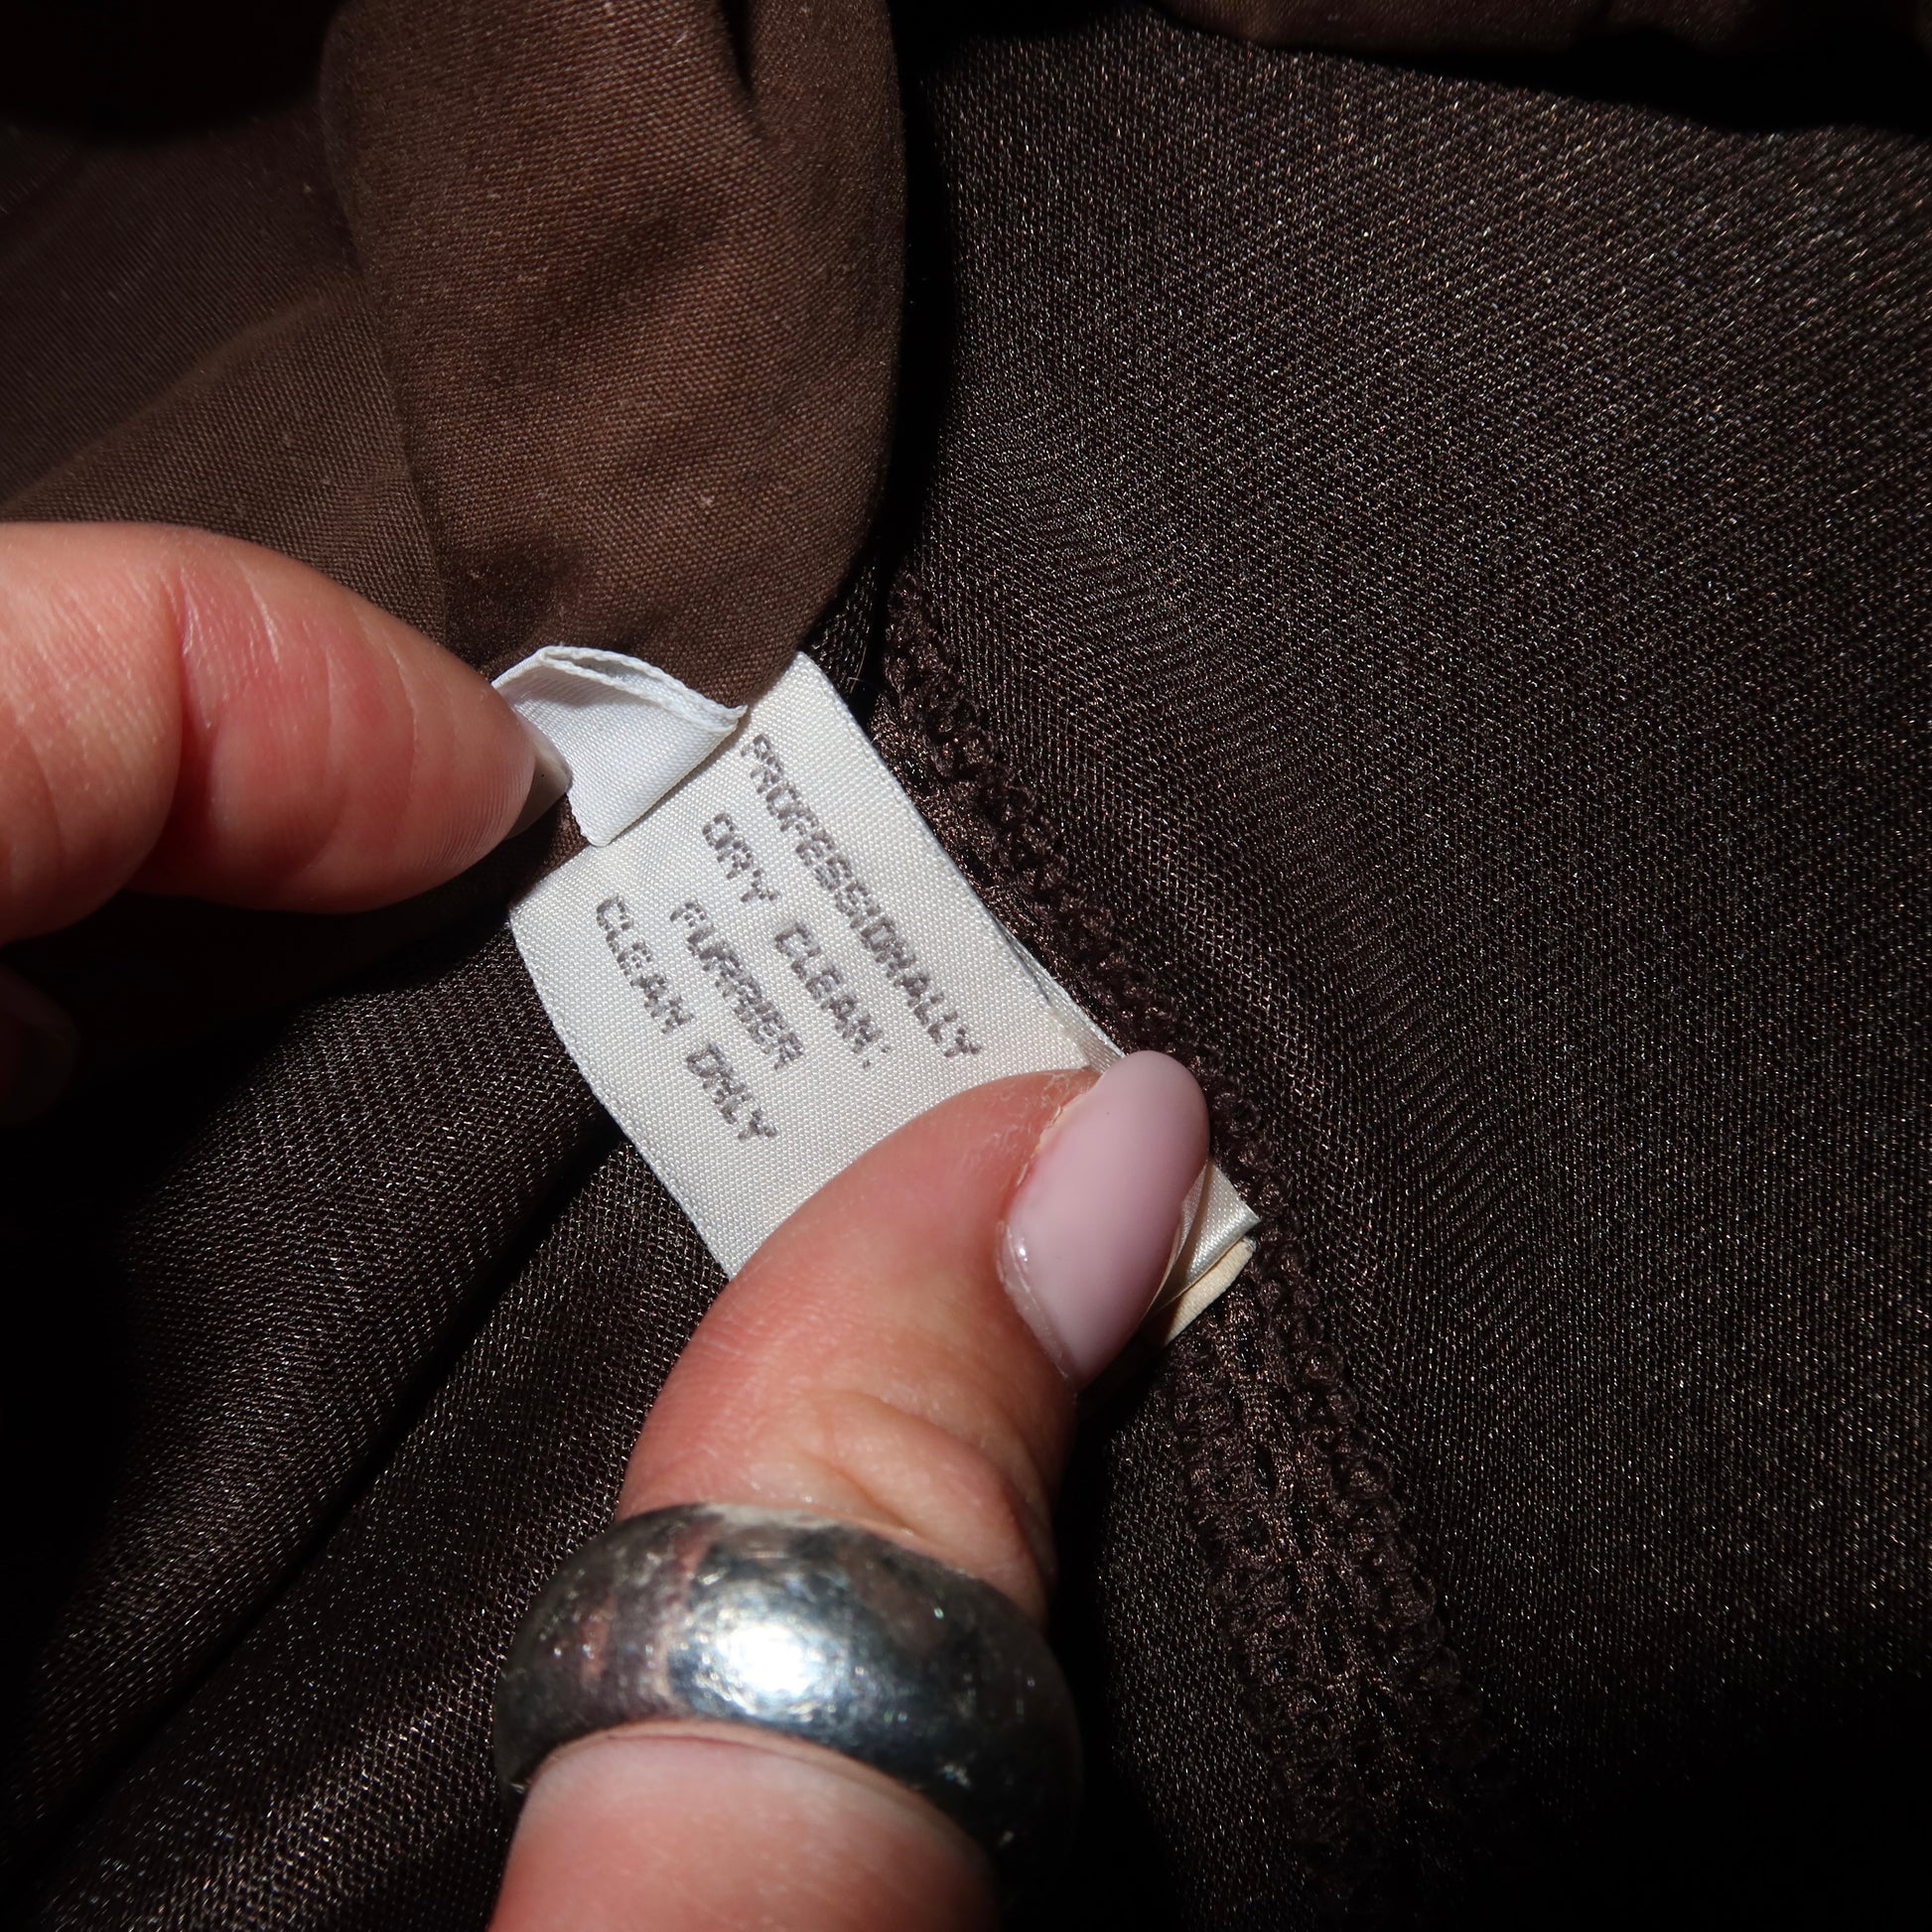 PROFESSIONALLY
DRY CLEAN:
FURRIER
CLEAN ONLY